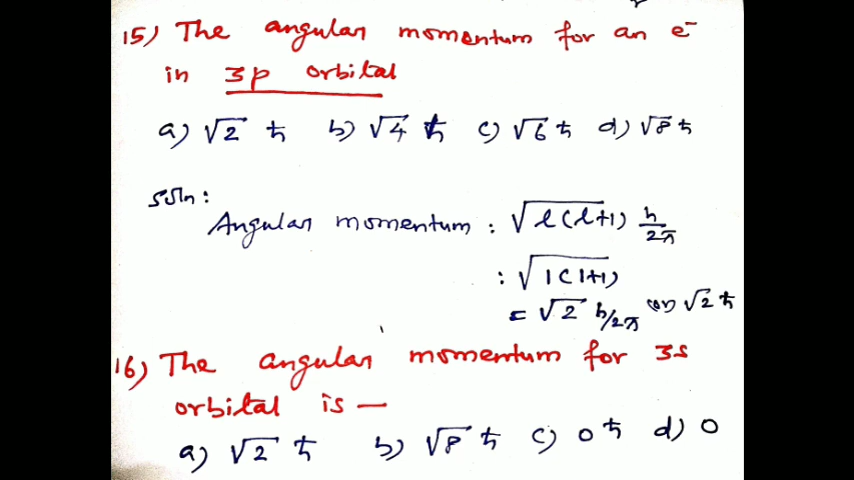 15) The angular momentum for an e⁻
in 3p orbital
a) √2 ħ b) √4 ħ c) √6 ħ d) √8 ħ
Soln :
Angular momentum : √l(l+1) h/2π
: √1(1+1)
= √2 h/2π (or) √2 ħ
16) The angular momentum for 3s
orbital is —
a) √2 ħ b) √8 ħ c) 0 ħ d) 0